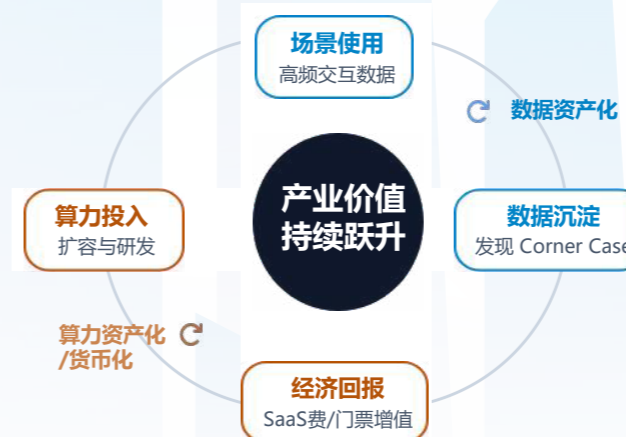 场景使用
高频交互数据
数据资产化
产业价值
持续跃升
算力投入
扩容与研发
数据沉淀
发现 Corner Case
算力资产化
/货币化
经济回报
SaaS费/门票增值